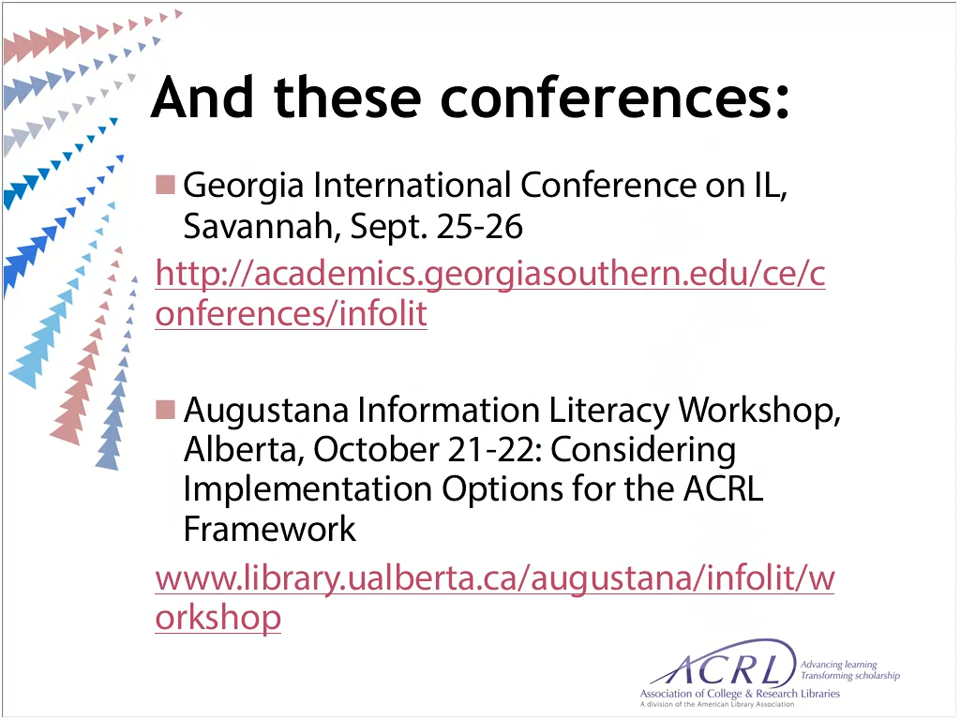 And these conferences:
Georgia International Conference on IL,
Savannah, Sept. 25-26
http://academics.georgiasouthern.edu/ce/c
onferences/infolit
Augustana Information Literacy Workshop,
Alberta, October 21-22: Considering
Implementation Options for the ACRL
Framework
www.library.ualberta.ca/augustana/infolit/w
orkshop
ACRL
Advancing learning
Transforming scholarship
Association of College & Research Libraries
A division of the American Library Association